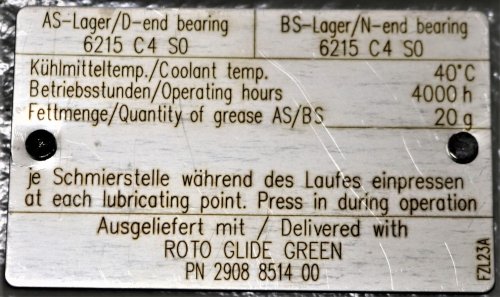 AS-Lager/D-end bearing BS-Lager/N-end bearing
6215 C4 S0 6215 C4 S0
Kühlmitteltemp./Coolant temp. 40°C
Betriebsstunden/Operating hours 4000 h
Fettmenge/Quantity of grease AS/BS 20 g
je Schmierstelle während des Laufes einpressen
at each lubricating point. Press in during operation
Ausgeliefert mit / Delivered with
ROTO GLIDE GREEN
PN 2908 8514 00
FZL23A